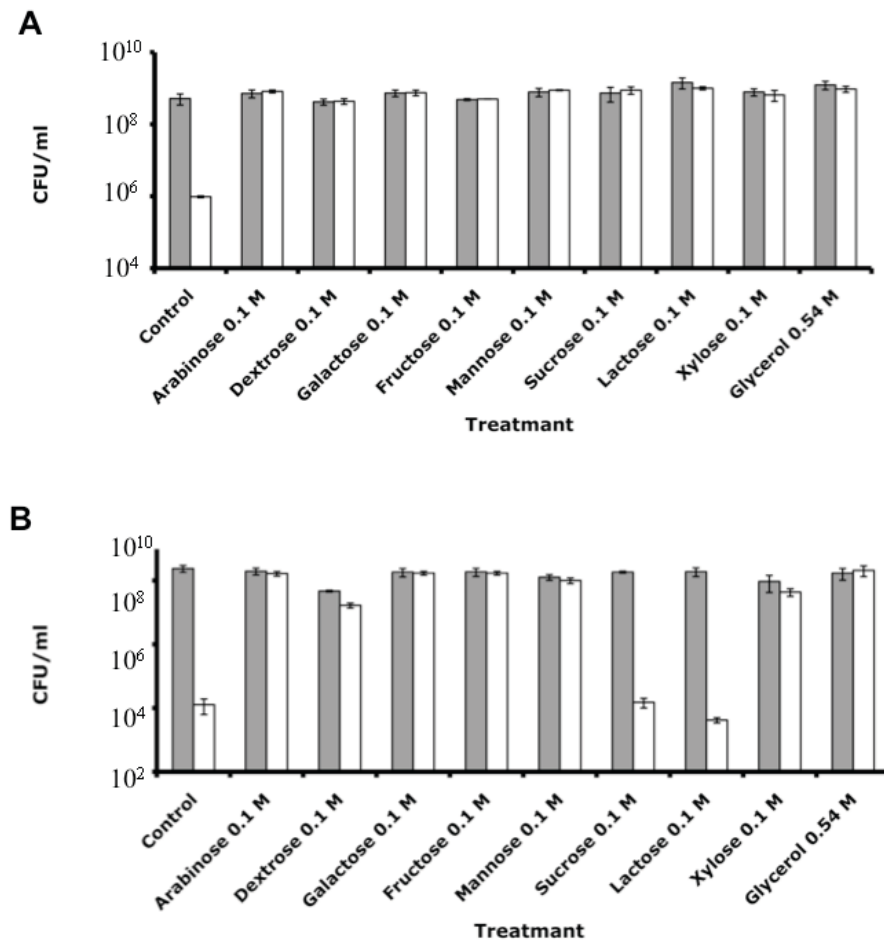 A
10^10
10^8
10^6
10^4
CFU/ml
Control
Arabinose 0.1 M
Dextrose 0.1 M
Galactose 0.1 M
Fructose 0.1 M
Mannose 0.1 M
Sucrose 0.1 M
Lactose 0.1 M
Xylose 0.1 M
Glycerol 0.54 M
Treatmant
B
10^10
10^8
10^6
10^4
10^2
CFU/ml
Control
Arabinose 0.1 M
Dextrose 0.1 M
Galactose 0.1 M
Fructose 0.1 M
Mannose 0.1 M
Sucrose 0.1 M
Lactose 0.1 M
Xylose 0.1 M
Glycerol 0.54 M
Treatmant